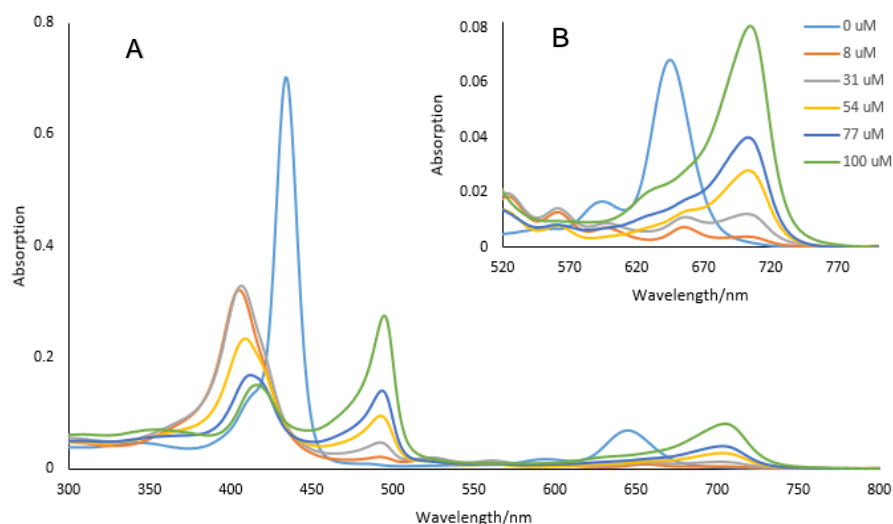 A
Absorption
0.8
0.6
0.4
0.2
0
300 350 400 450 500 550 600 650 700 750 800
Wavelength/nm
B
Absorption
0.08
0.06
0.04
0.02
0
520 570 620 670 720 770
Wavelength/nm
0 uM
8 uM
31 uM
54 uM
77 uM
100 uM